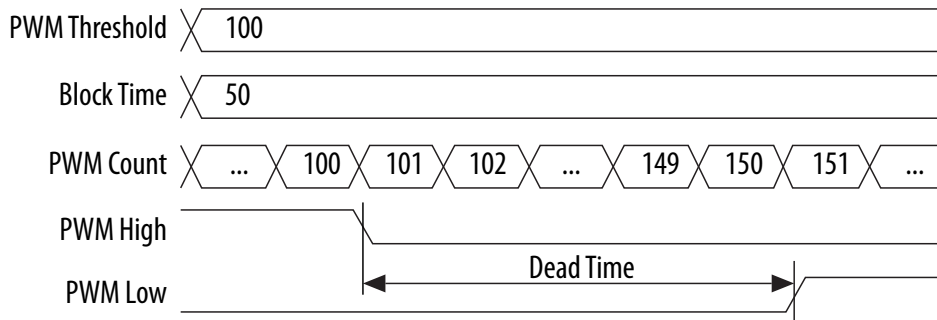 PWM Threshold 100
Block Time 50
PWM Count ... 100 101 102 ... 149 150 151 ...
PWM High
Dead Time
PWM Low